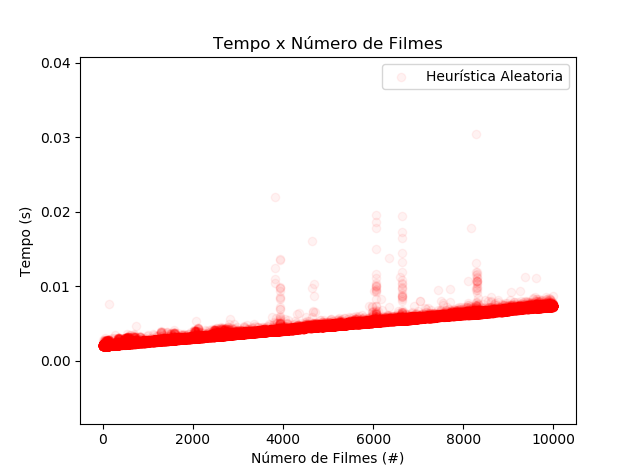 Tempo x Número de Filmes
Heurística Aleatoria
Tempo (s)
0.04
0.03
0.02
0.01
0.00
0
2000
4000
6000
8000
10000
Número de Filmes (#)